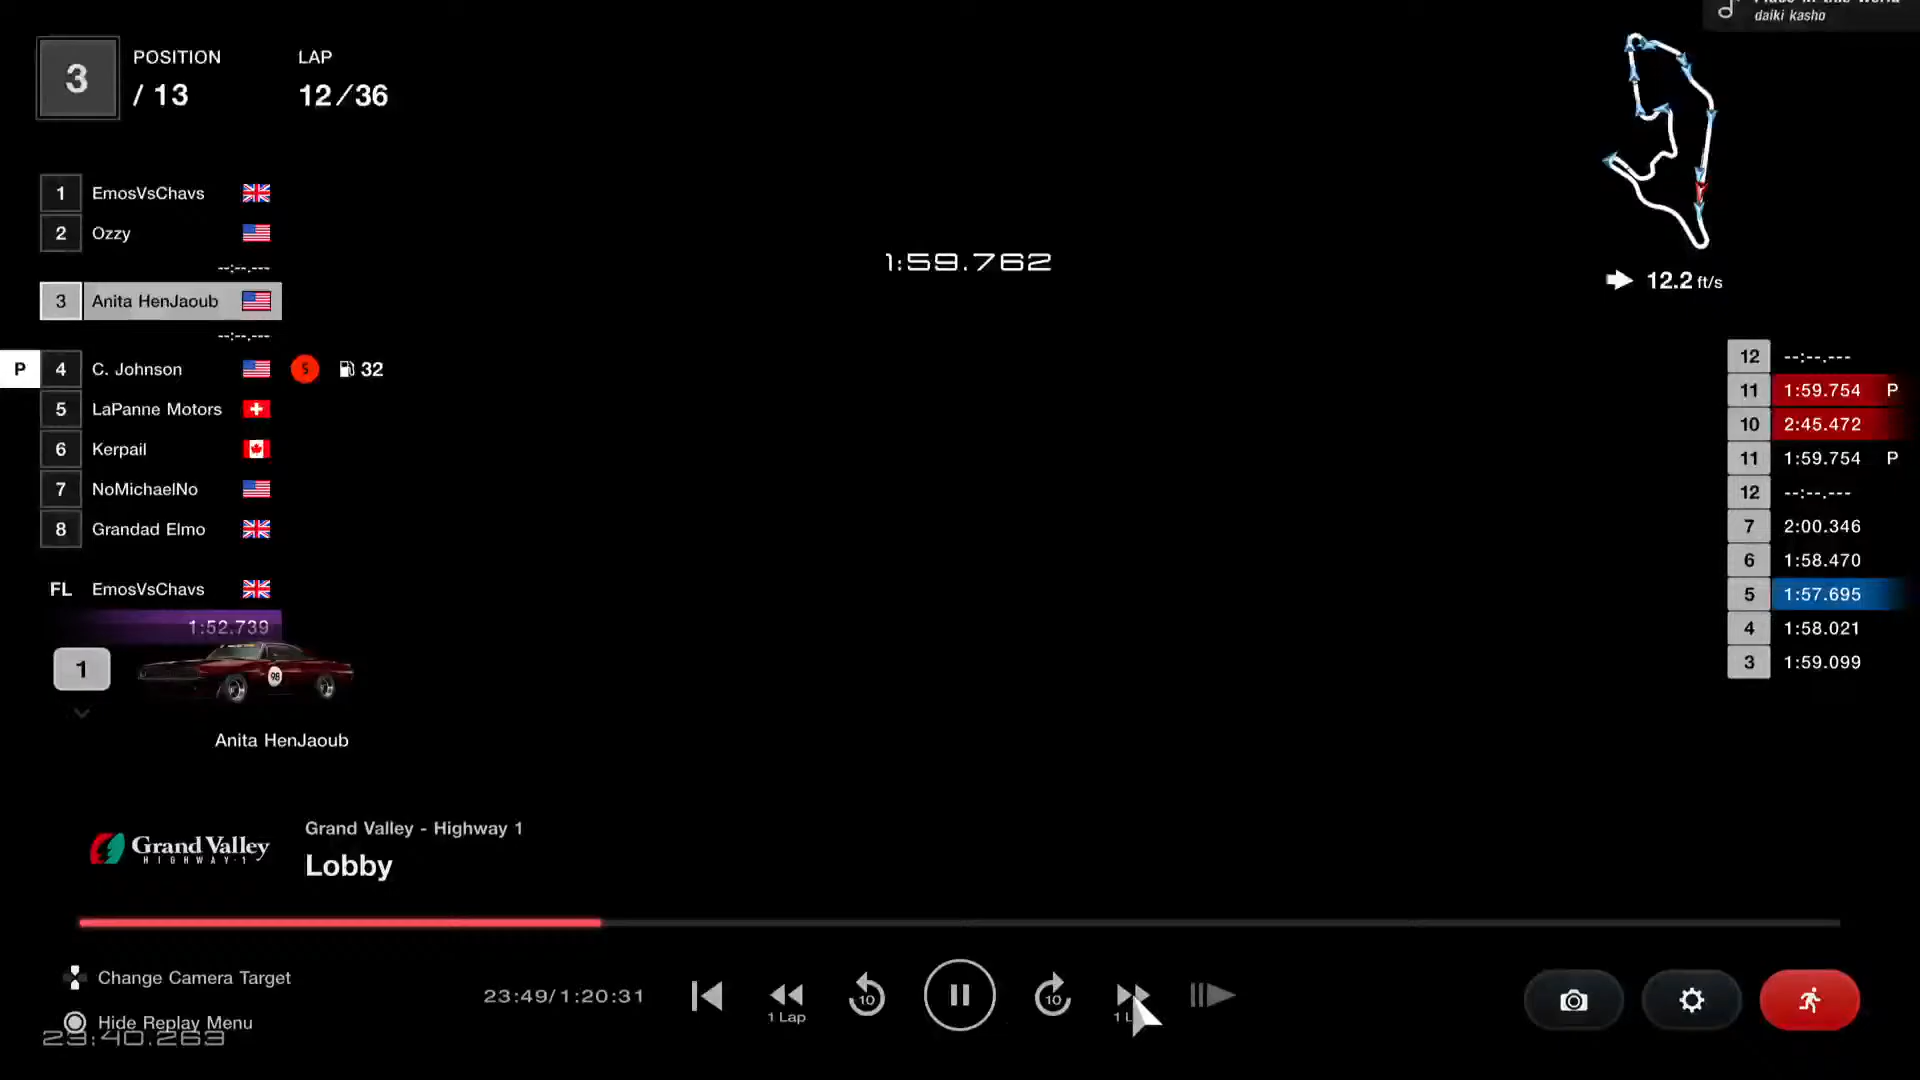 daiki kasho
3
POSITION
/ 13
LAP
12/36
1 EmosVsChavs
2 Ozzy
--:--.---
3 Anita HenJaoub
--:--.---
P 4 C. Johnson S 32
5 LaPanne Motors
6 Kerpail
7 NoMichaelNo
8 Grandad Elmo
FL EmosVsChavs
1:52.739
1
98
Anita HenJaoub
1:59.762
12.2 ft/s
12 --:--.---
11 1:59.754 P
10 2:45.472
11 1:59.754 P
12 --:--.---
7 2:00.346
6 1:58.470
5 1:57.695
4 1:58.021
3 1:59.099
Grand Valley
HIGHWAY·1
Grand Valley - Highway 1
Lobby
Change Camera Target
Hide Replay Menu
23:40.263
23:49/1:20:31
1 Lap
10
10
1 L